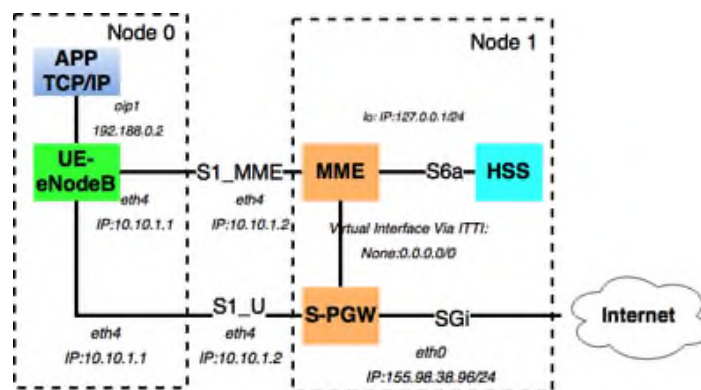 Node 0
Node 1
APP
TCP/IP
oip1
192.188.0.2
lo: IP:127.0.0.1/24
UE-
eNodeB
S1_MME
MME
S6a
HSS
eth4
IP:10.10.1.1
eth4
IP:10.10.1.2
Virtual Interface Via ITTI:
None:0.0.0.0/0
S1_U
S-PGW
SGi
Internet
eth4
IP:10.10.1.1
eth4
IP:10.10.1.2
eth0
IP:155.98.38.96/24